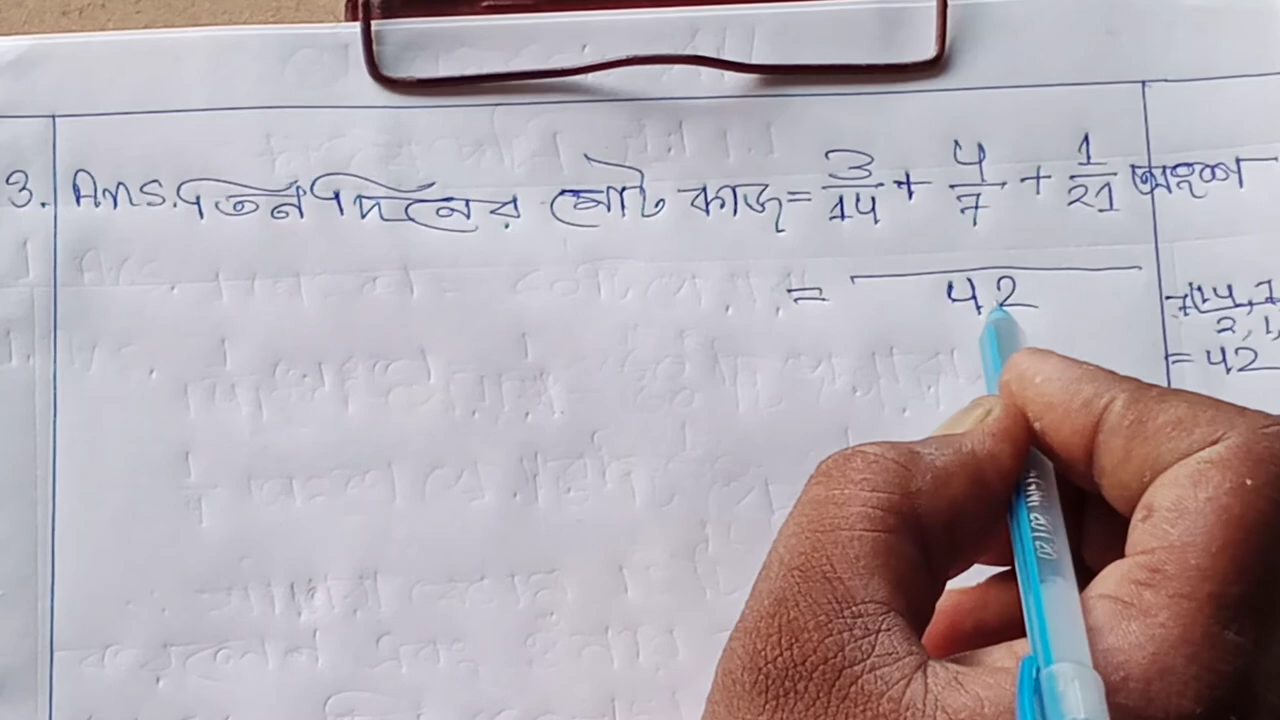 3. Ans. তিন দিনের মোট কাজ = 3/14 + 4/7 + 1/21 অংশ
= ―/42
7(14, 7
2, 1,
= 42